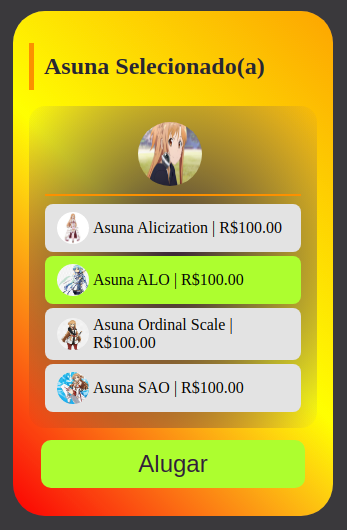 Asuna Selecionado(a)
Asuna Alicization | R$100.00
Asuna ALO | R$100.00
Asuna Ordinal Scale |
R$100.00
Asuna SAO | R$100.00
Alugar